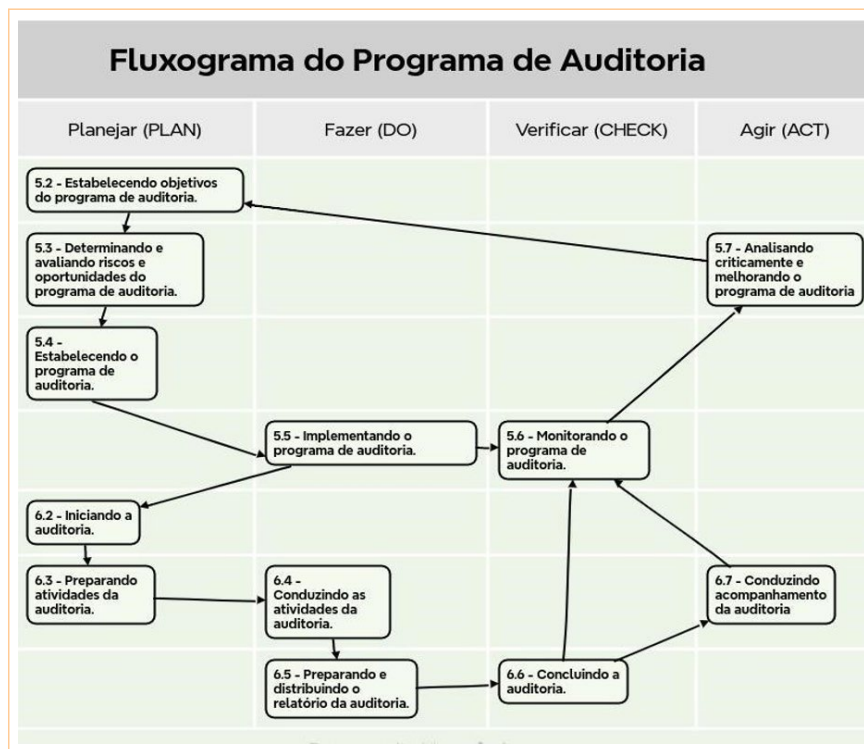 Fluxograma do Programa de Auditoria
Planejar (PLAN)
Fazer (DO)
Verificar (CHECK)
Agir (ACT)
5.2 - Estabelecendo objetivos
do programa de auditoria.
5.3 - Determinando e
avaliando riscos e
oportunidades do
programa de auditoria.
5.7 - Analisando
criticamente e
melhorando o
programa de auditoria
5.4 -
Estabelecendo o
programa de
auditoria.
5.5 - Implementando o
programa de auditoria.
5.6 - Monitorando o
programa de
auditoria.
6.2 - Iniciando a
auditoria.
6.3 - Preparando
atividades da
auditoria.
6.4 -
Conduzindo as
atividades da
auditoria.
6.7 - Conduzindo
acompanhamento
da auditoria
6.5 - Preparando e
distribuindo o
relatório da auditoria.
6.6 - Concluindo a
auditoria.